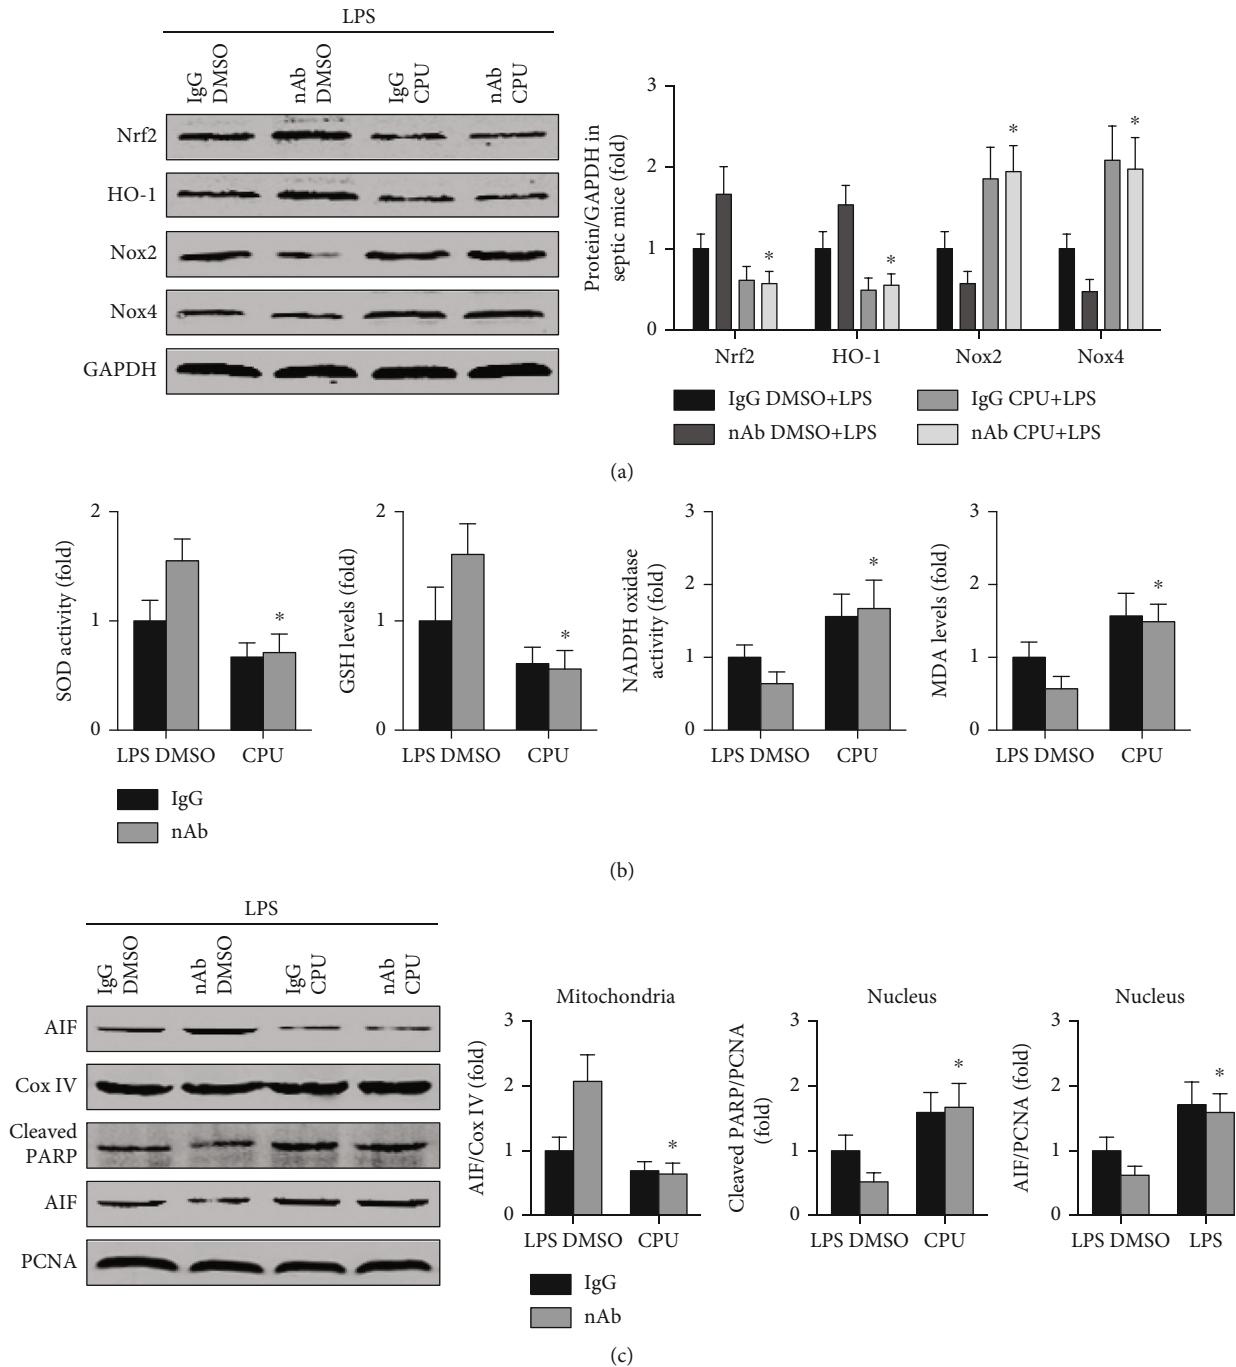 LPS
IgG DMSO
nAb DMSO
IgG CPU
nAb CPU
Nrf2
HO-1
Nox2
Nox4
GAPDH
Protein/GAPDH in
septic mice (fold)
3
2
1
0
Nrf2 HO-1 Nox2 Nox4
* * * *
IgG DMSO+LPS IgG CPU+LPS
nAb DMSO+LPS nAb CPU+LPS
(a)
SOD activity (fold)
2
1
0
*
LPS DMSO CPU
GSH levels (fold)
2
1
0
*
LPS DMSO CPU
NADPH oxidase
activity (fold)
3
2
1
0
*
LPS DMSO CPU
MDA levels (fold)
3
2
1
0
*
LPS DMSO CPU
IgG
nAb
(b)
LPS
IgG DMSO
nAb DMSO
IgG CPU
nAb CPU
AIF
Cox IV
Cleaved
PARP
AIF
PCNA
Mitochondria
AIF/Cox IV (fold)
3
2
1
0
*
LPS DMSO CPU
Nucleus
Cleaved PARP/PCNA
(fold)
3
2
1
0
*
LPS DMSO CPU
Nucleus
AIF/PCNA (fold)
3
2
1
0
*
LPS DMSO LPS
IgG
nAb
(c)